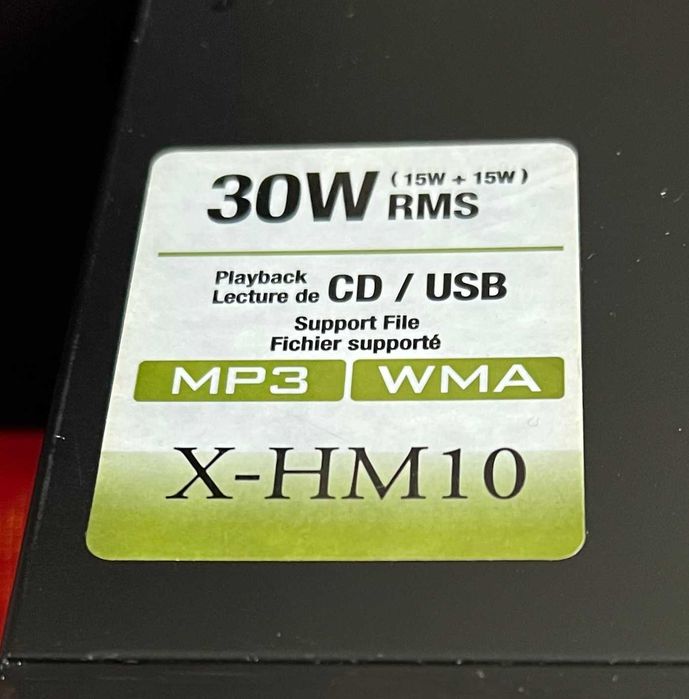 30W (15W + 15W) RMS
Playback
Lecture de CD / USB
Support File
Fichier supporté
MP3 WMA
X-HM10